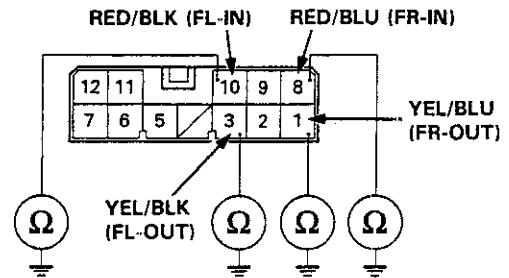 RED/BLK (FL-IN) RED/BLU (FR-IN)
12 11 10 9 8
7 6 5 3 2 1
YEL/BLU
(FR-OUT)
YEL/BLK
(FL-OUT)
Ω Ω Ω Ω